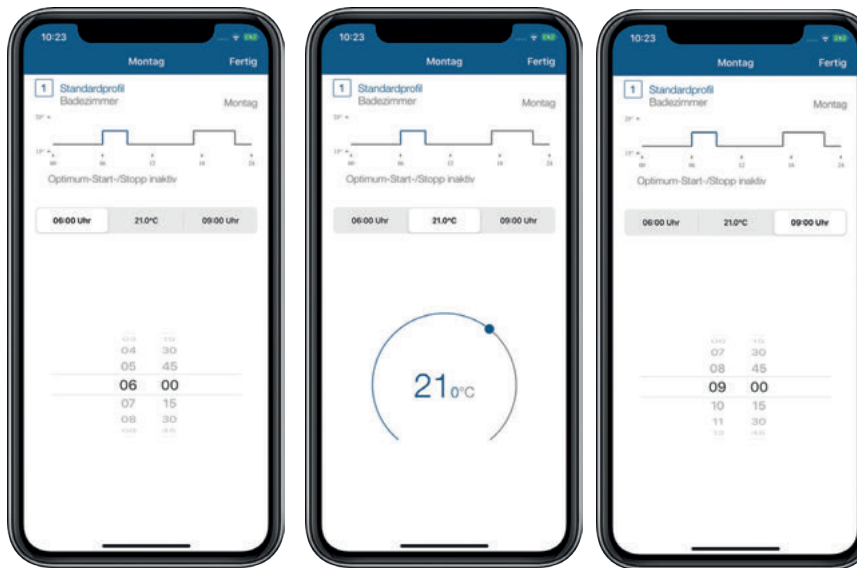 10:23
Montag Fertig
1 Standardprofil
Badezimmer Montag
Optimum-Start-/Stopp inaktiv
06:00 Uhr 21.0°C 09:00 Uhr
04 30
05 45
06 00
07 15
08 30
10:23
Montag Fertig
1 Standardprofil
Badezimmer Montag
Optimum-Start-/Stopp inaktiv
06:00 Uhr 21.0°C 09:00 Uhr
21 0°C
10:23
Montag Fertig
1 Standardprofil
Badezimmer Montag
Optimum-Start-/Stopp inaktiv
06:00 Uhr 21.0°C 09:00 Uhr
07 30
08 45
09 00
10 15
11 30